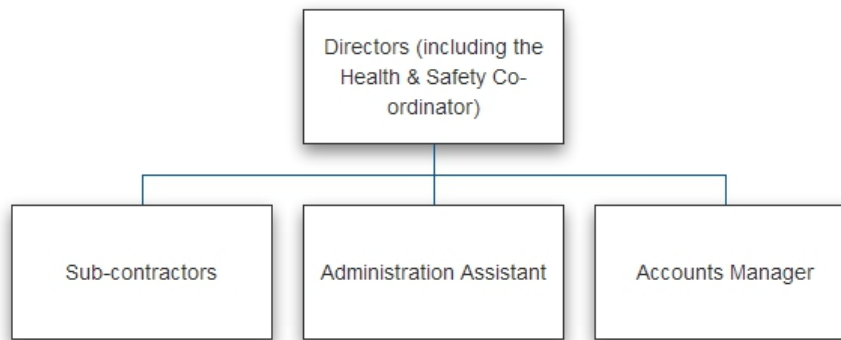 Directors (including the
Health & Safety Co-
ordinator)
Sub-contractors
Administration Assistant
Accounts Manager